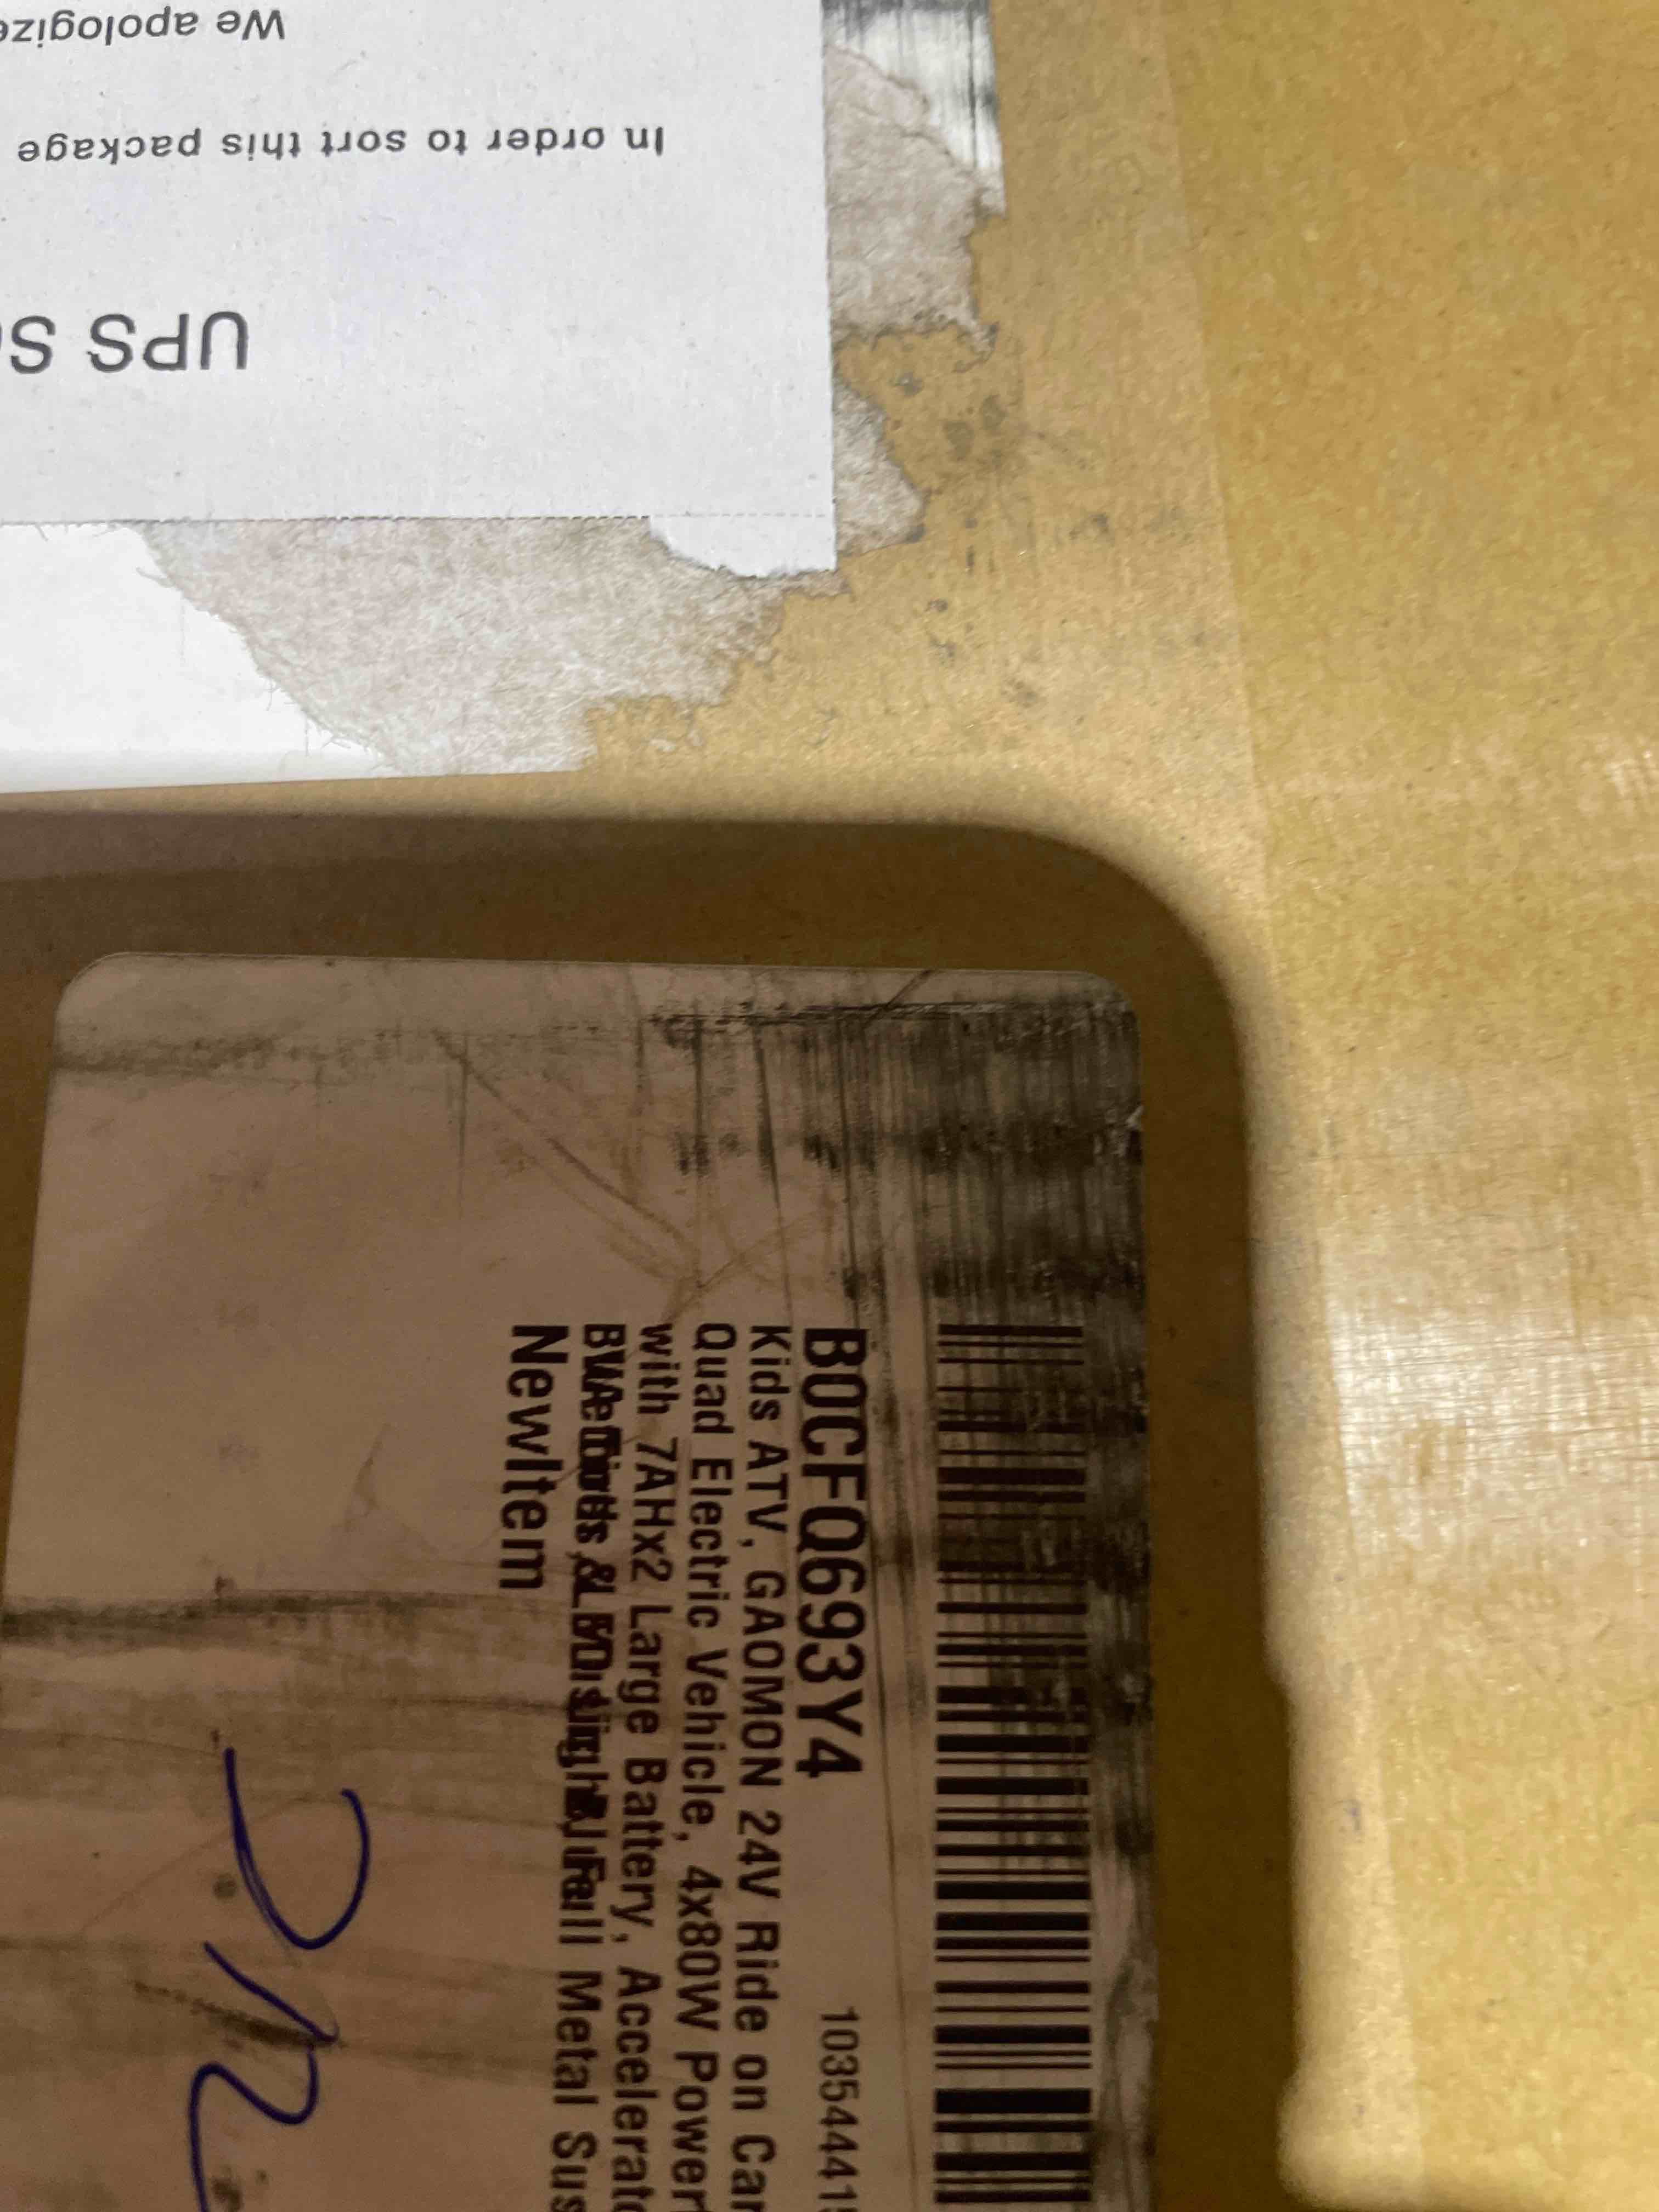 UPS
In order to sort this package
We apologize
B0CFQ693Y4 
Kids ATV, GAOMON 24V Ride on Car
Quad Electric Vehicle, 4x80W Power
with 7AHx2 Large Battery, Accelerat
Full Metal Sus
NewItem